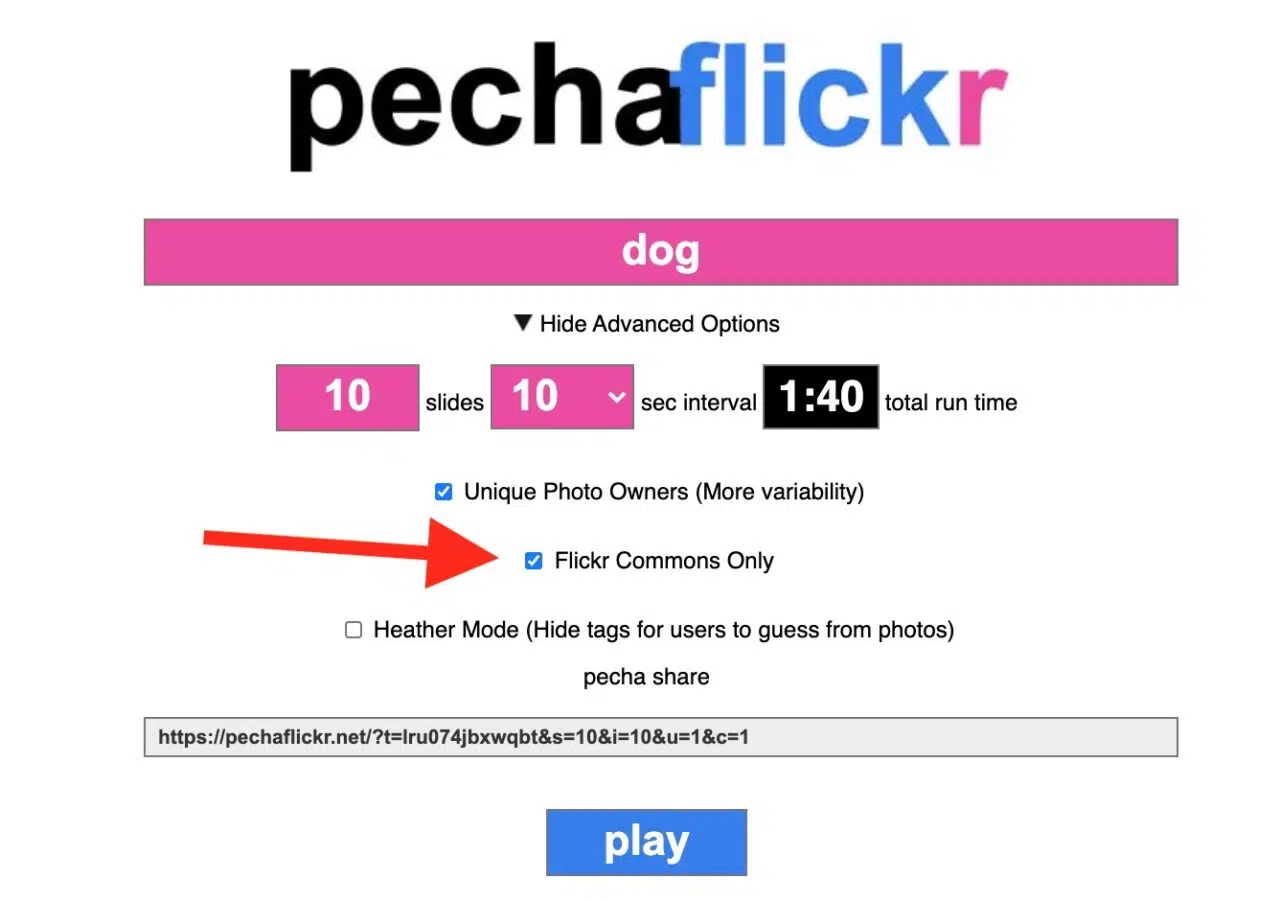 pechaflickr
dog
▼ Hide Advanced Options
10 slides 10 sec interval 1:40 total run time
Unique Photo Owners (More variability)
Flickr Commons Only
Heather Mode (Hide tags for users to guess from photos)
pecha share
https://pechaflickr.net/?t=lru074jbxwqbt&s=10&i=10&u=1&c=1
play